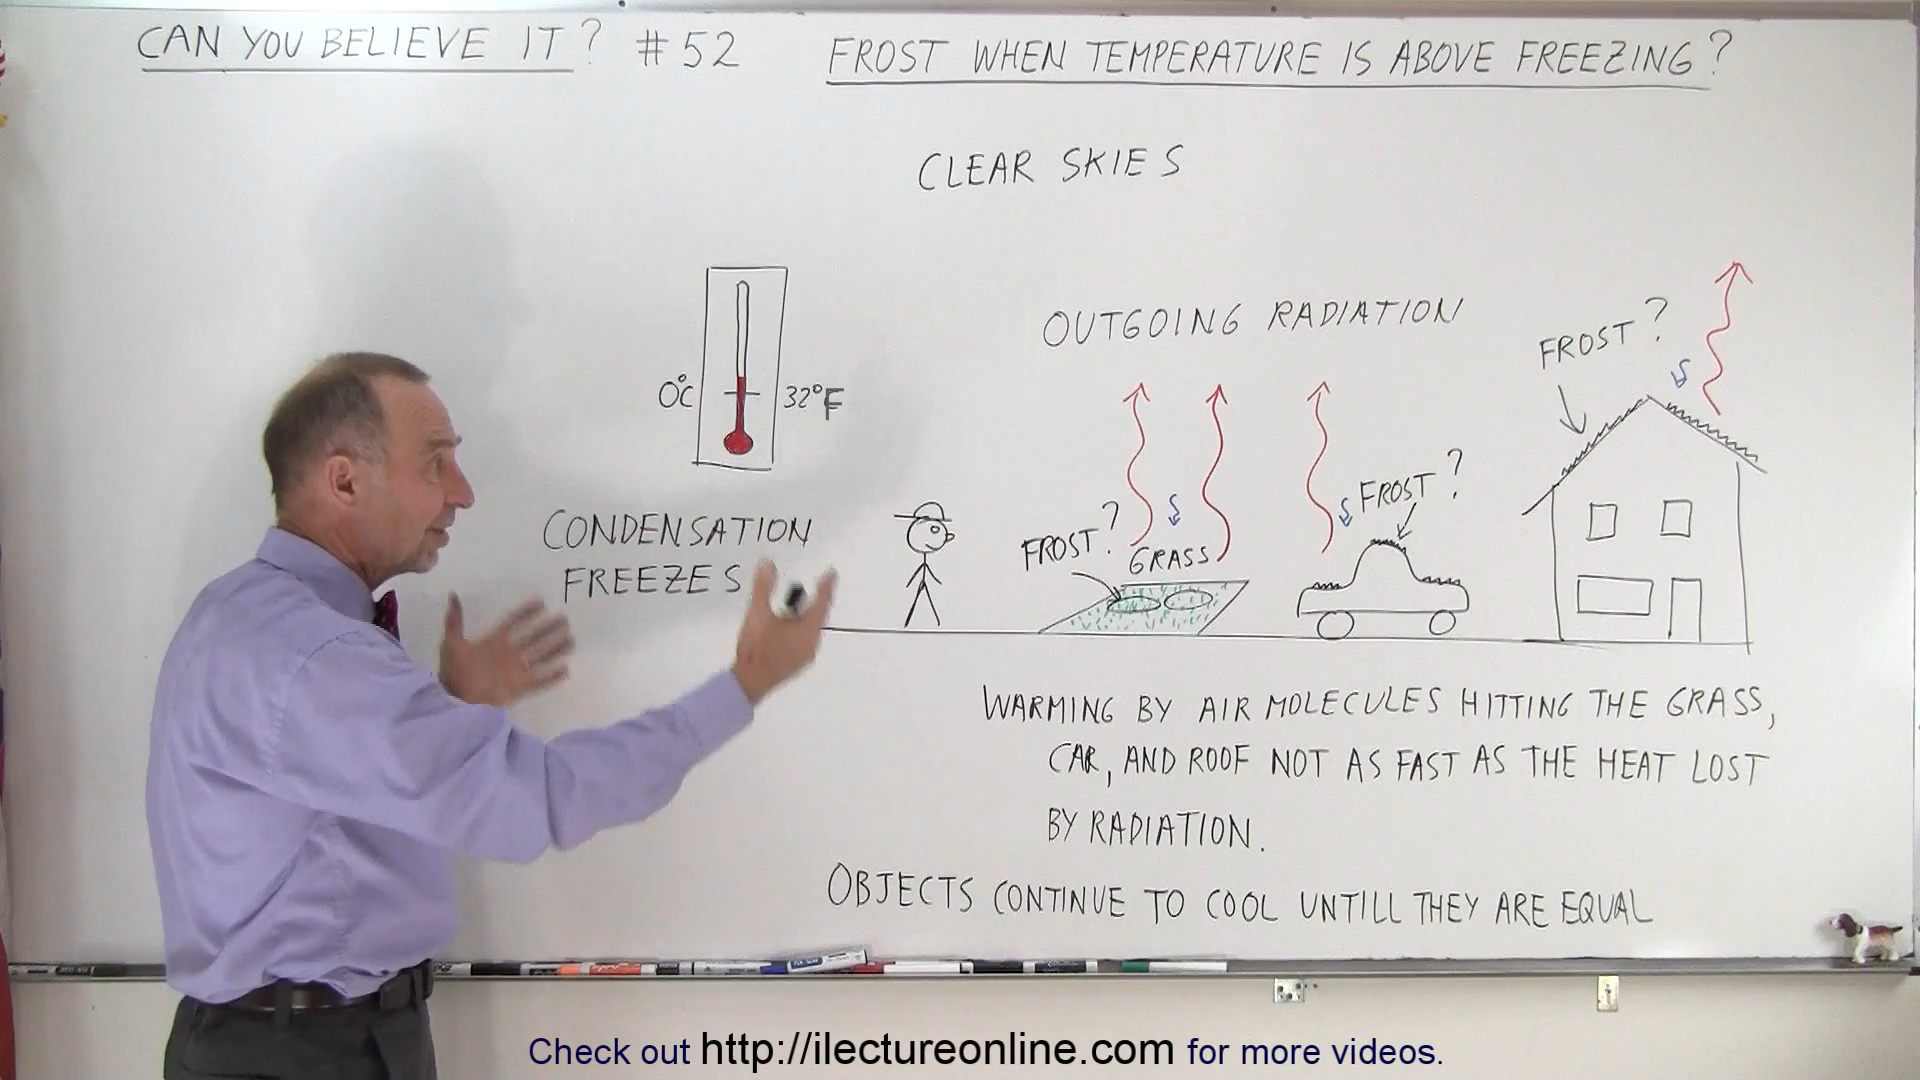 CAN YOU BELIEVE IT? #52
FROST WHEN TEMPERATURE IS ABOVE FREEZING?
CLEAR SKIES
OUTGOING RADIATION
FROST?
0°C
32°F
FROST?
CONDENSATION
FREEZES
FROST?
GRASS
WARMING BY AIR MOLECULES HITTING THE GRASS,
CAR, AND ROOF NOT AS FAST AS THE HEAT LOST
BY RADIATION.
OBJECTS CONTINUE TO COOL UNTILL THEY ARE EQUAL
Check out http://ilectureonline.com for more videos.